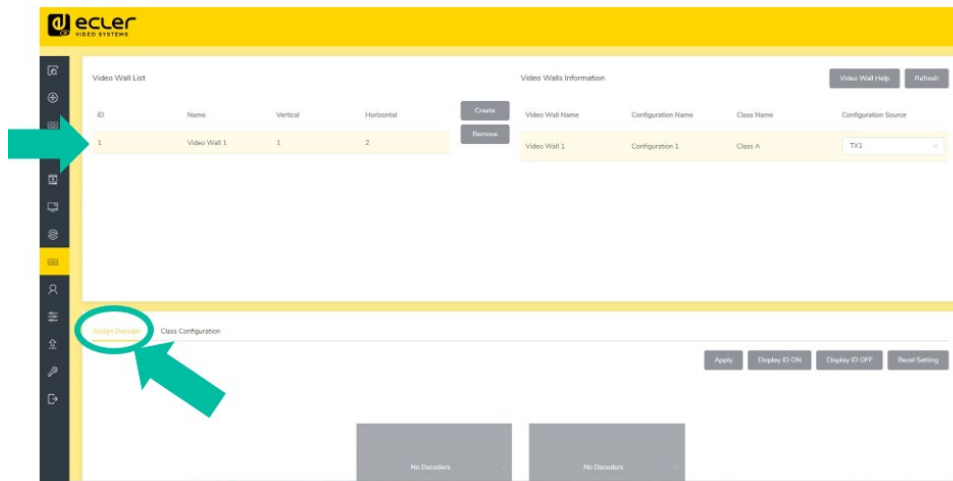 ecler
VIDEO SYSTEMS
Video Wall List
ID Name Vertical Horizontal
1 Video Wall 1 1 2
Create
Remove
Video Walls Information
Video Wall Help Refresh
Video Wall Name Configuration Name Class Name Configuration Source
Video Wall 1 Configuration 1 Class A TX1
Assign Decoder Class Configuration
Apply Display ID ON Display ID OFF Bezel Setting
No Decoders No Decoders